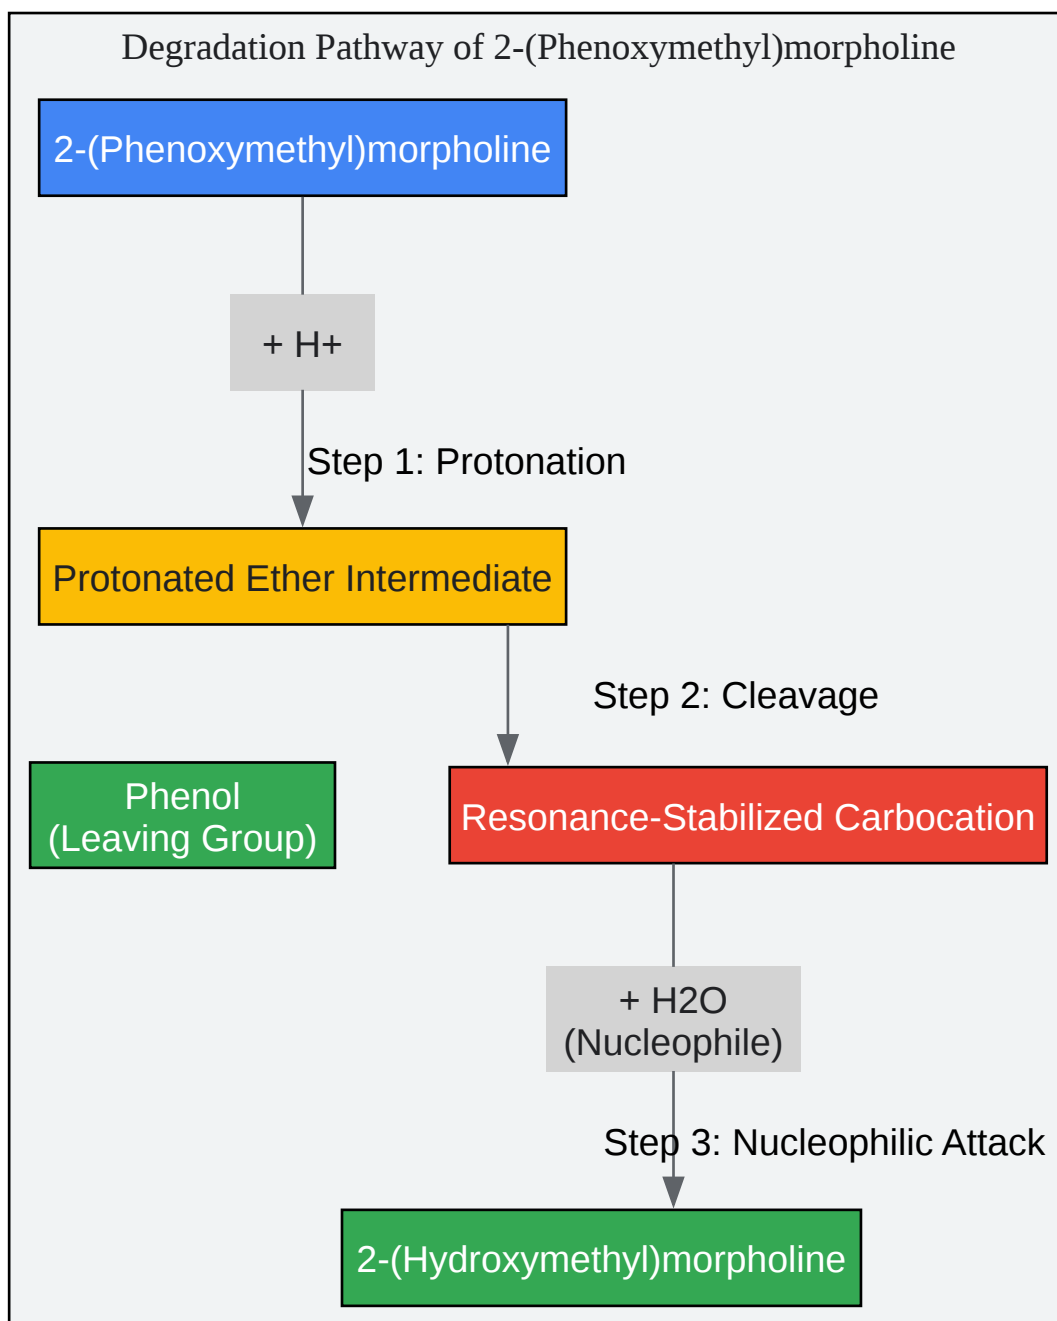 Degradation Pathway of 2-(Phenoxymethyl)morpholine
2-(Phenoxymethyl)morpholine
+ H+
Step 1: Protonation
Protonated Ether Intermediate
Step 2: Cleavage
Phenol
(Leaving Group)
Resonance-Stabilized Carbocation
+ H2O
(Nucleophile)
Step 3: Nucleophilic Attack
2-(Hydroxymethyl)morpholine